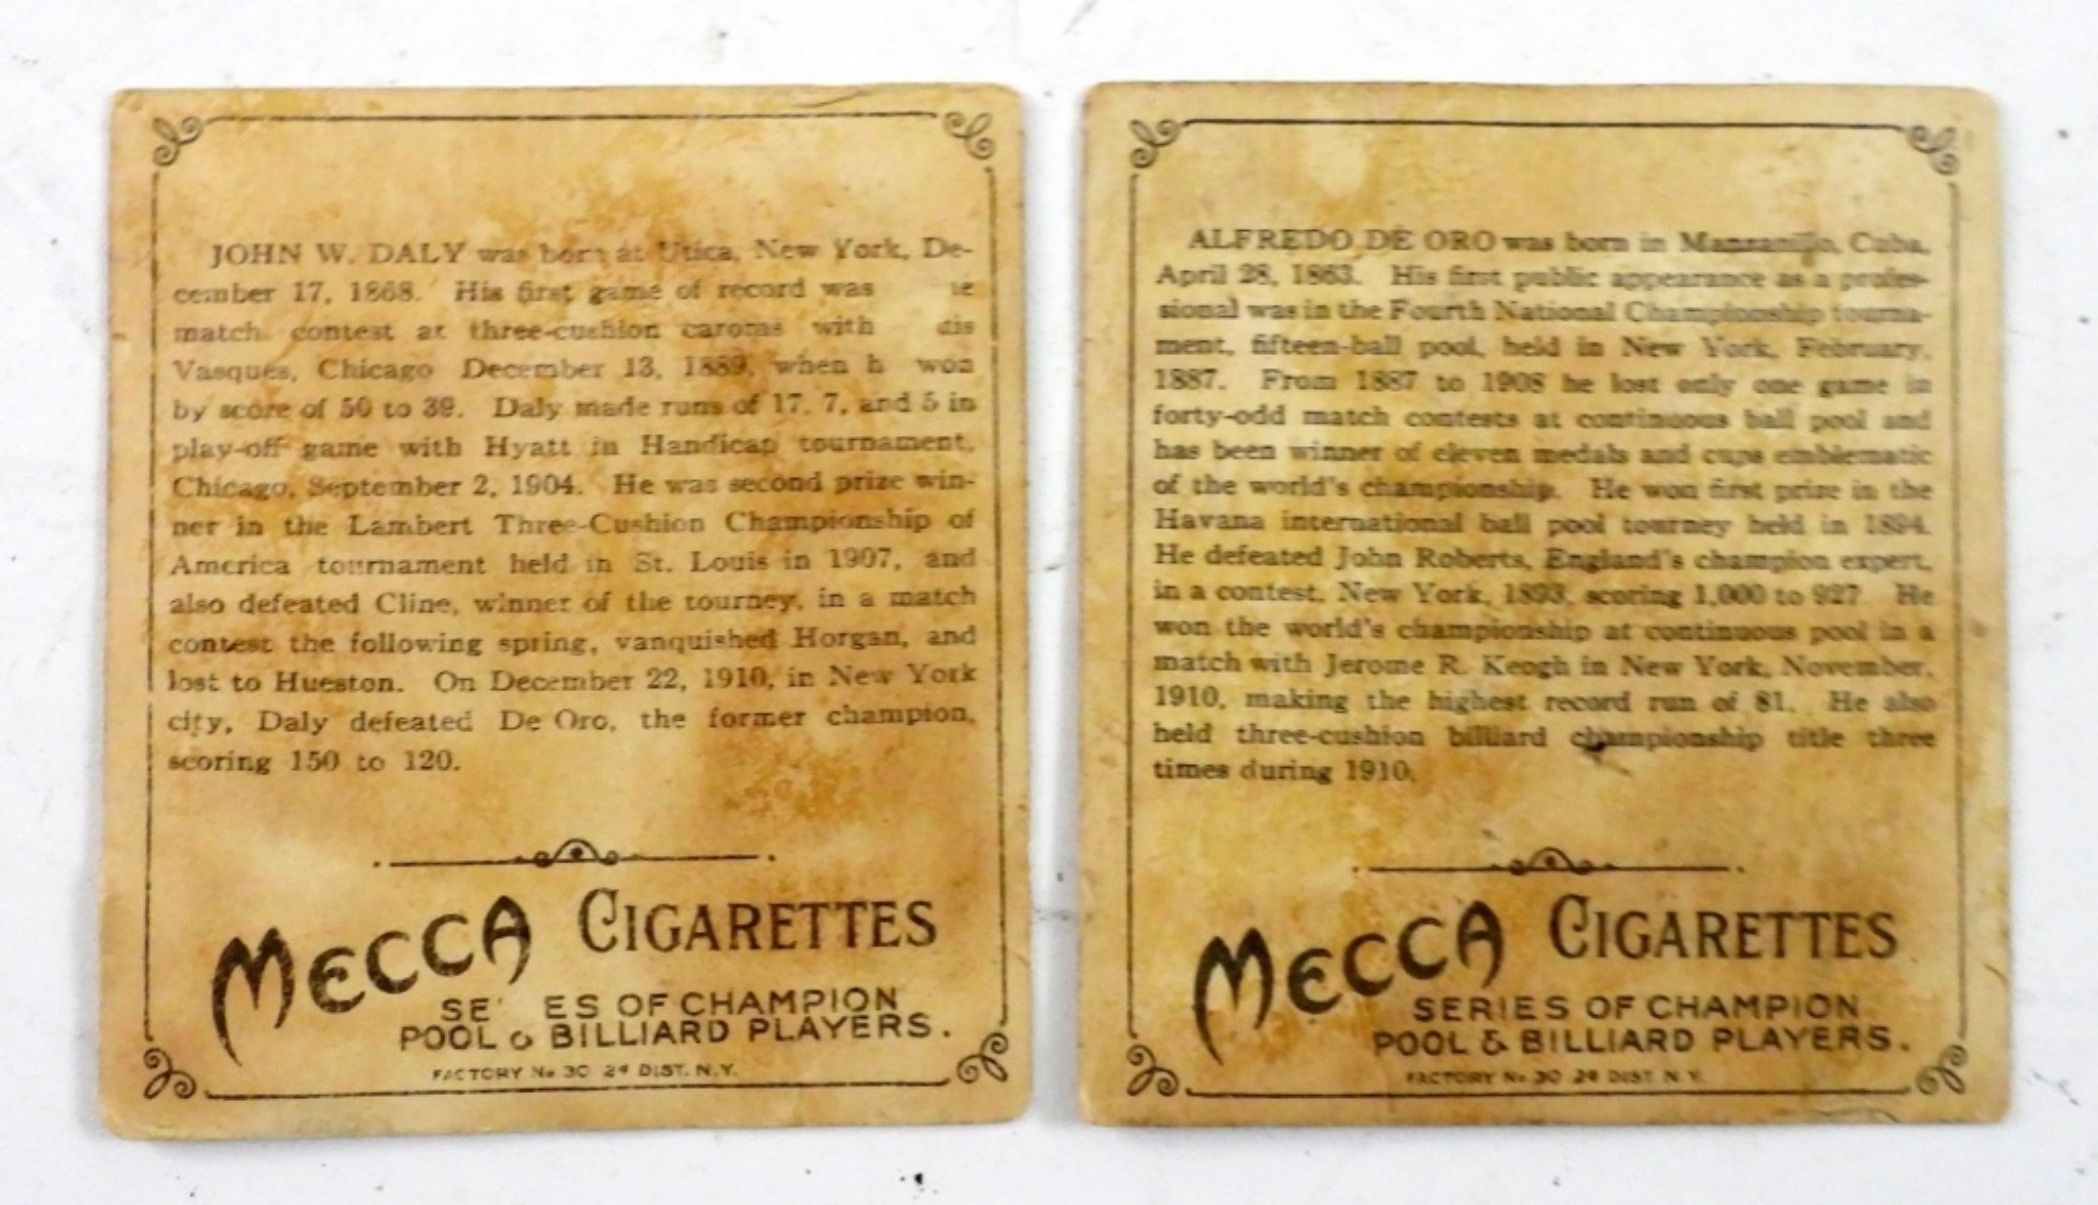 JOHN W. DALY was born at Utica, New York, De-
cember 17, 1868. His first game of record was
match contest at three-cushion caroms with
Vasques, Chicago December 13, 1889, when h won
by score of 50 to 39. Daly made runs of 17, 7, and 5 in
play-off game with Hyatt in Handicap tournament,
Chicago, September 2, 1904. He was second prize win-
ner in the Lambert Three-Cushion Championship of
America tournament held in St. Louis in 1907, and
also defeated Cline, winner of the tourney, in a match
contest the following spring, vanquished Horgan, and
lost to Hueston. On December 22, 1910, in New York
city, Daly defeated De Oro, the former champion,
scoring 150 to 120.
MECCA CIGARETTES
SE ES OF CHAMPION
POOL & BILLIARD PLAYERS.
FACTORY No 30 2d DIST. N.Y.
ALFREDO DE ORO was born in Manzanillo, Cuba,
April 28, 1863. His first public appearance as a profes-
sional was in the Fourth National Championship tourna-
ment, fifteen-ball pool, held in New York, February,
1887. From 1887 to 1908 he lost only one game in
forty-odd match contests at continuous ball pool and
has been winner of eleven medals and cups emblematic
of the world's championship. He won first prize in the
Havana international ball pool tourney held in 1894.
He defeated John Roberts, England's champion expert,
in a contest, New York, 1893, scoring 1,000 to 927 He
won the world's championship at continuous pool in a
match with Jerome R. Keogh in New York, November,
1910, making the highest record run of 81. He also
held three-cushion billiard championship title three
times during 1910.
MECCA CIGARETTES
SERIES OF CHAMPION
POOL & BILLIARD PLAYERS.
FACTORY No 30 2d DIST N.Y.